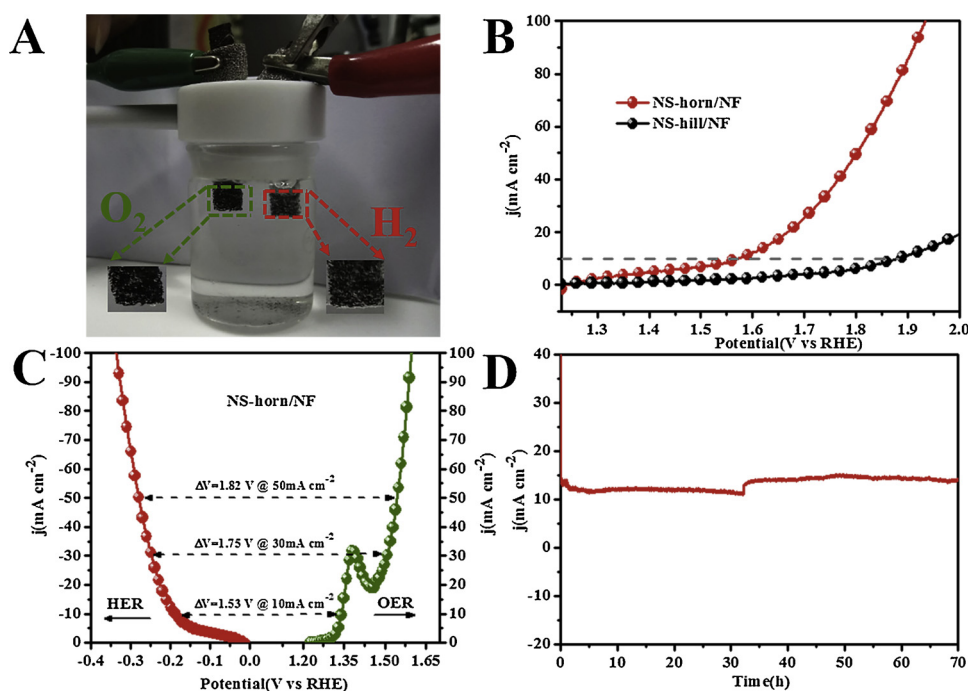 A
O2
H2
B
100
80
60
40
20
0
j(mA cm⁻²)
NS-horn/NF
NS-hill/NF
1.3 1.4 1.5 1.6 1.7 1.8 1.9 2.0
Potential(V vs RHE)
C
-100
-90
-80
-70
-60
-50
-40
-30
-20
-10
0
j(mA cm⁻²)
NS-horn/NF
ΔV=1.82 V @ 50mA cm⁻²
ΔV=1.75 V @ 30mA cm⁻²
ΔV=1.53 V @ 10mA cm⁻²
HER
OER
100
90
80
70
60
50
40
30
20
10
0
j(mA cm⁻²)
-0.4 -0.3 -0.2 -0.1 0.0 1.20 1.35 1.50 1.65
Potential(V vs RHE)
D
40
30
20
10
0
-10
-20
j(mA cm⁻²)
0 10 20 30 40 50 60 70
Time(h)